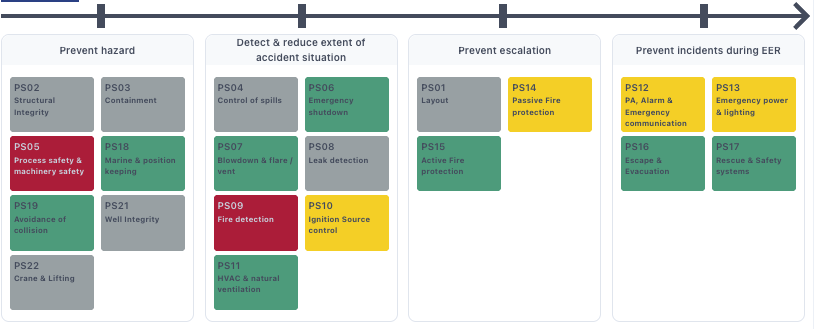 Prevent hazard
PS02
Structural
Integrity
PS03
Containment
PS05
Process safety &
machinery safety
PS18
Marine & position
keeping
PS19
Avoidance of
collision
PS21
Well Integrity
PS22
Crane & Lifting
Detect & reduce extent of
accident situation
PS04
Control of spills
PS06
Emergency
shutdown
PS07
Blowdown & flare /
vent
PS08
Leak detection
PS09
Fire detection
PS10
Ignition Source
control
PS11
HVAC & natural
ventilation
Prevent escalation
PS01
Layout
PS14
Passive Fire
protection
PS15
Active Fire
protection
Prevent incidents during EER
PS12
PA, Alarm &
Emergency
communication
PS13
Emergency power
& lighting
PS16
Escape &
Evacuation
PS17
Rescue & Safety
systems